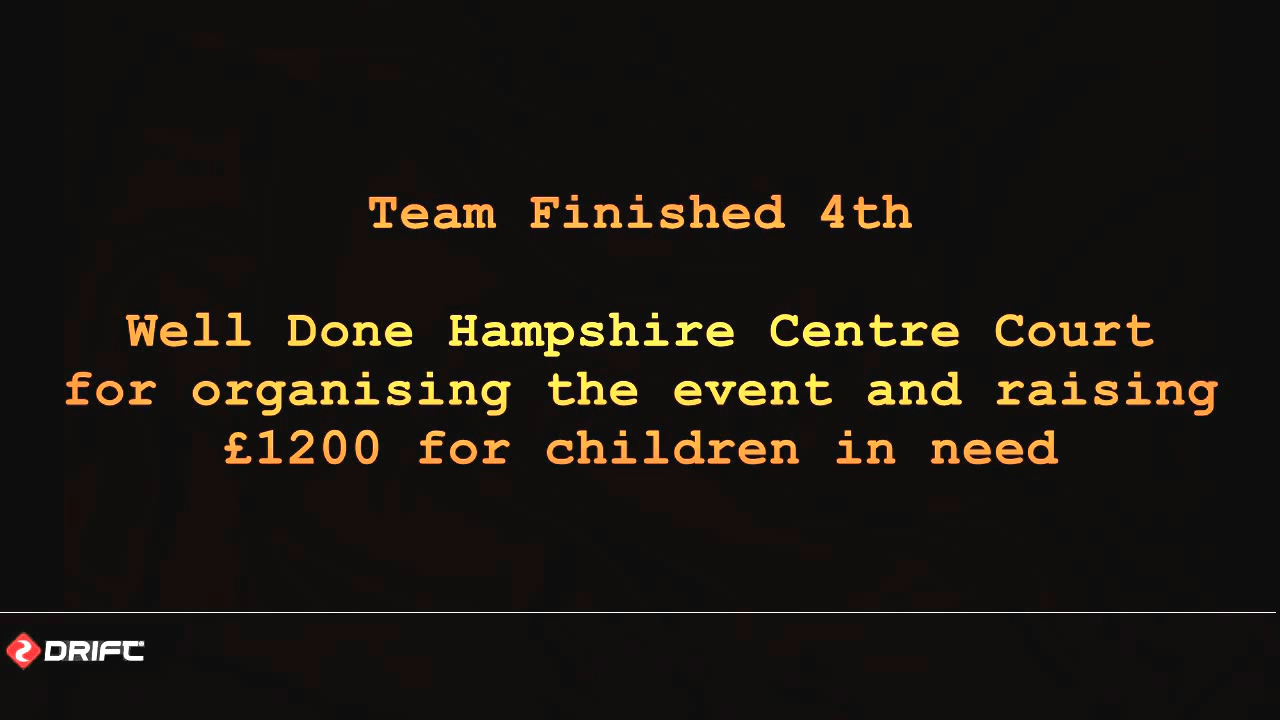 Team Finished 4th
Well Done Hampshire Centre Court
for organising the event and raising
£1200 for children in need
DRIFT